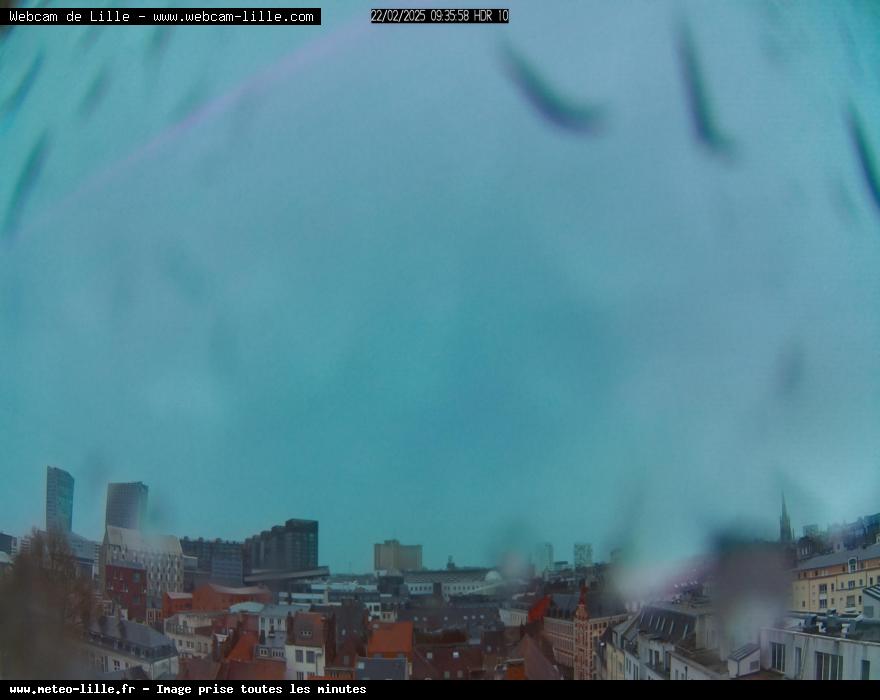 Webcam de Lille - www.webcam-lille.com
22/02/2025 09:35:58 HDR 10
www.meteo-lille.fr - Image prise toutes les minutes